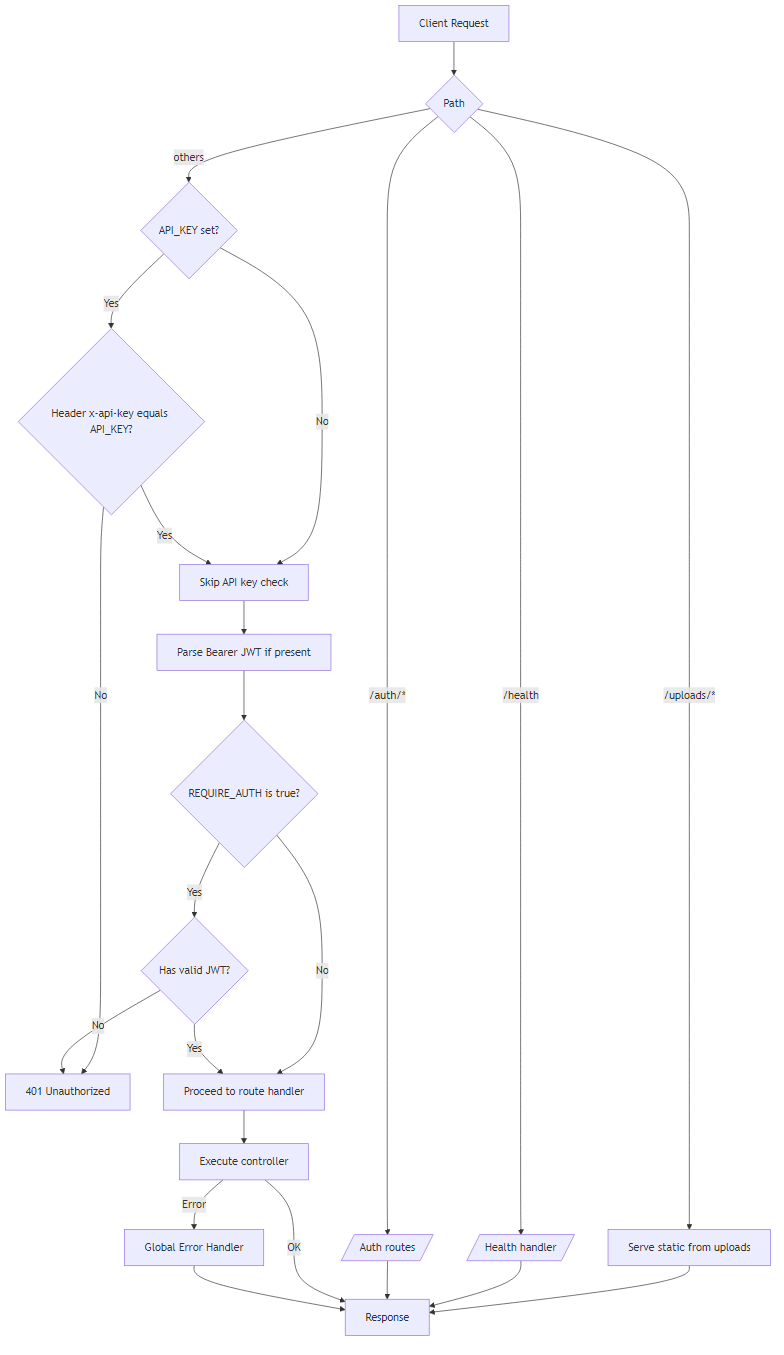 Client Request
Path
others
API_KEY set?
Yes
Header x-api-key equals
API_KEY?
No
Yes
Skip API key check
Parse Bearer JWT if present
No
/auth/*
/health
/uploads/*
REQUIRE_AUTH is true?
Yes
Has valid JWT?
No
No
Yes
401 Unauthorized
Proceed to route handler
Execute controller
Error
Global Error Handler
OK
Auth routes
Health handler
Serve static from uploads
Response